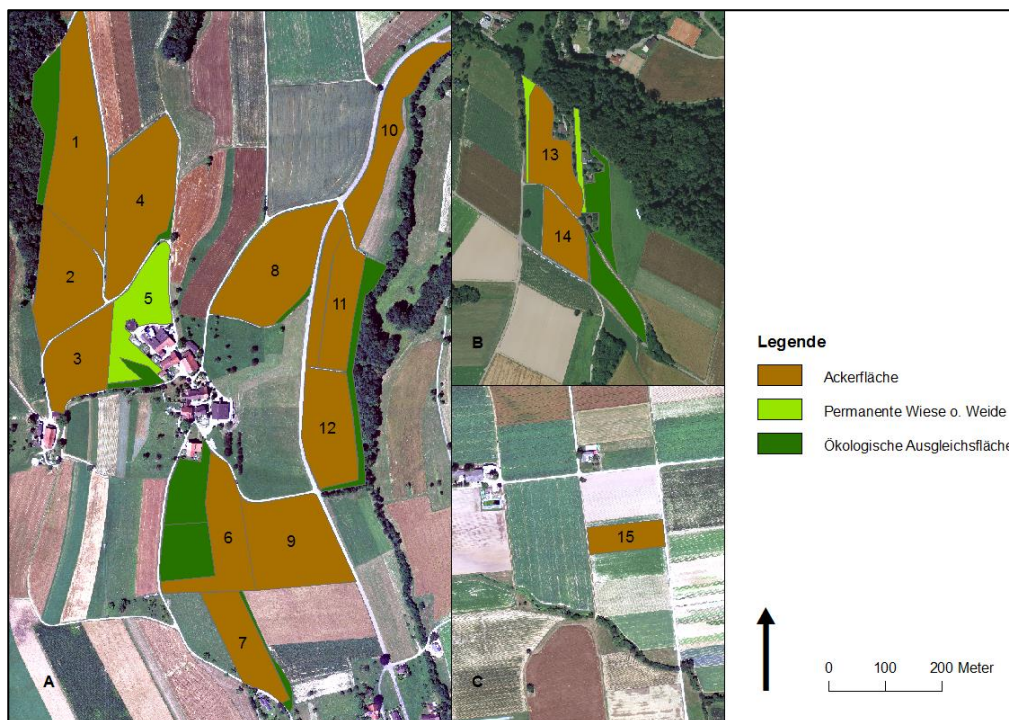 1
2
3
4
5
6
7
8
9
10
11
12
A
13
14
B
15
C
Legende
Ackerfläche
Permanente Wiese o. Weide
Ökologische Ausgleichsfläche
0 100 200 Meter